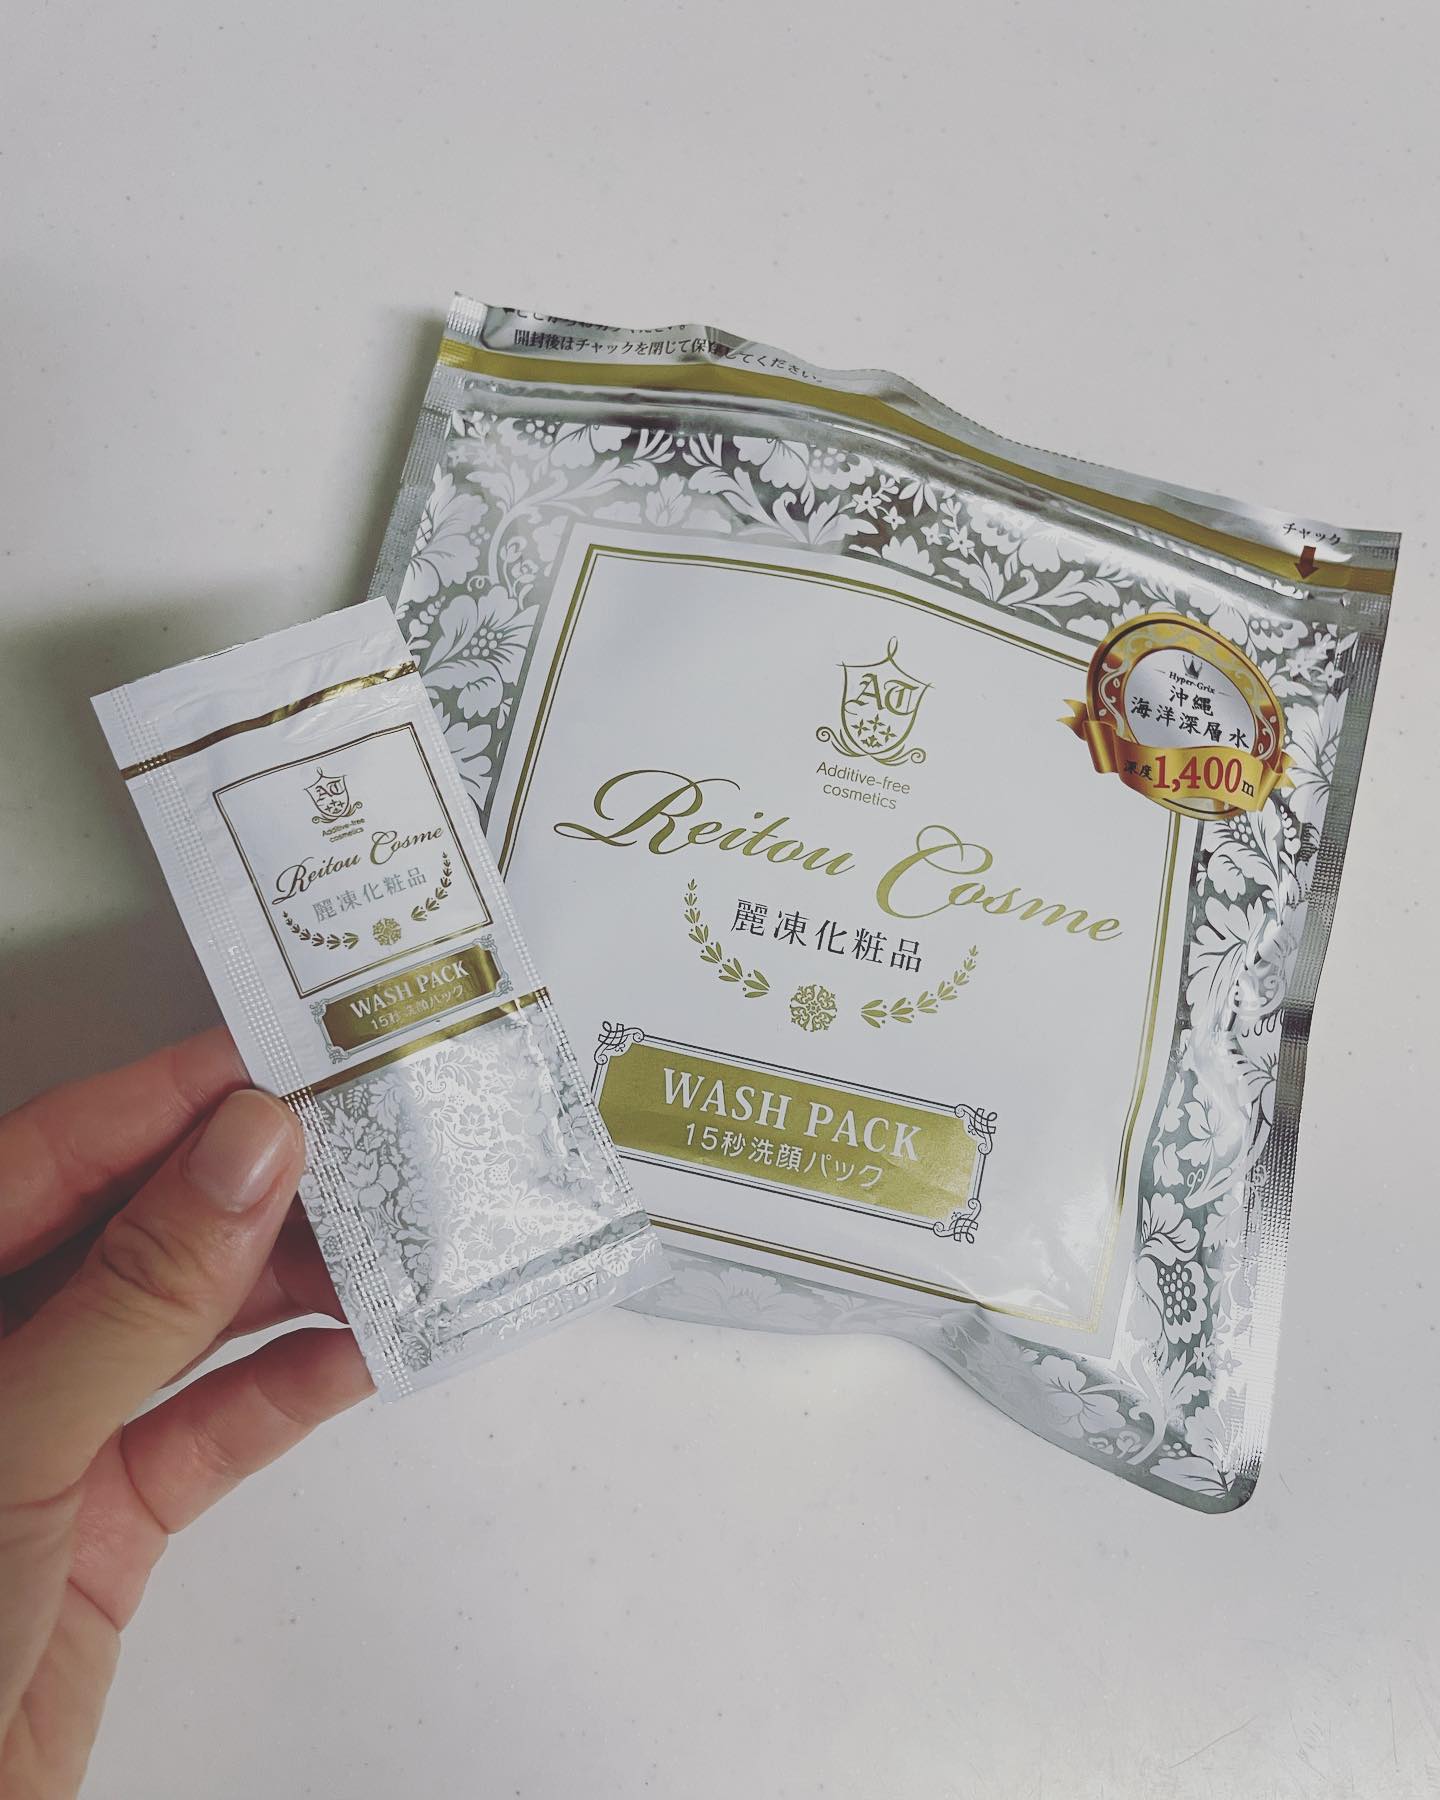 開封後はチャックを閉じて保存してください。
チャック
Hyper-Grix
沖縄
海洋深層水
深度1,400m
AT
Additive-free
cosmetics
Reitou Cosme
麗凍化粧品
WASH PACK
15秒洗顔パック
AT
Additive-free
cosmetics
Reitou Cosme
麗凍化粧品
WASH PACK
15秒洗顔パック